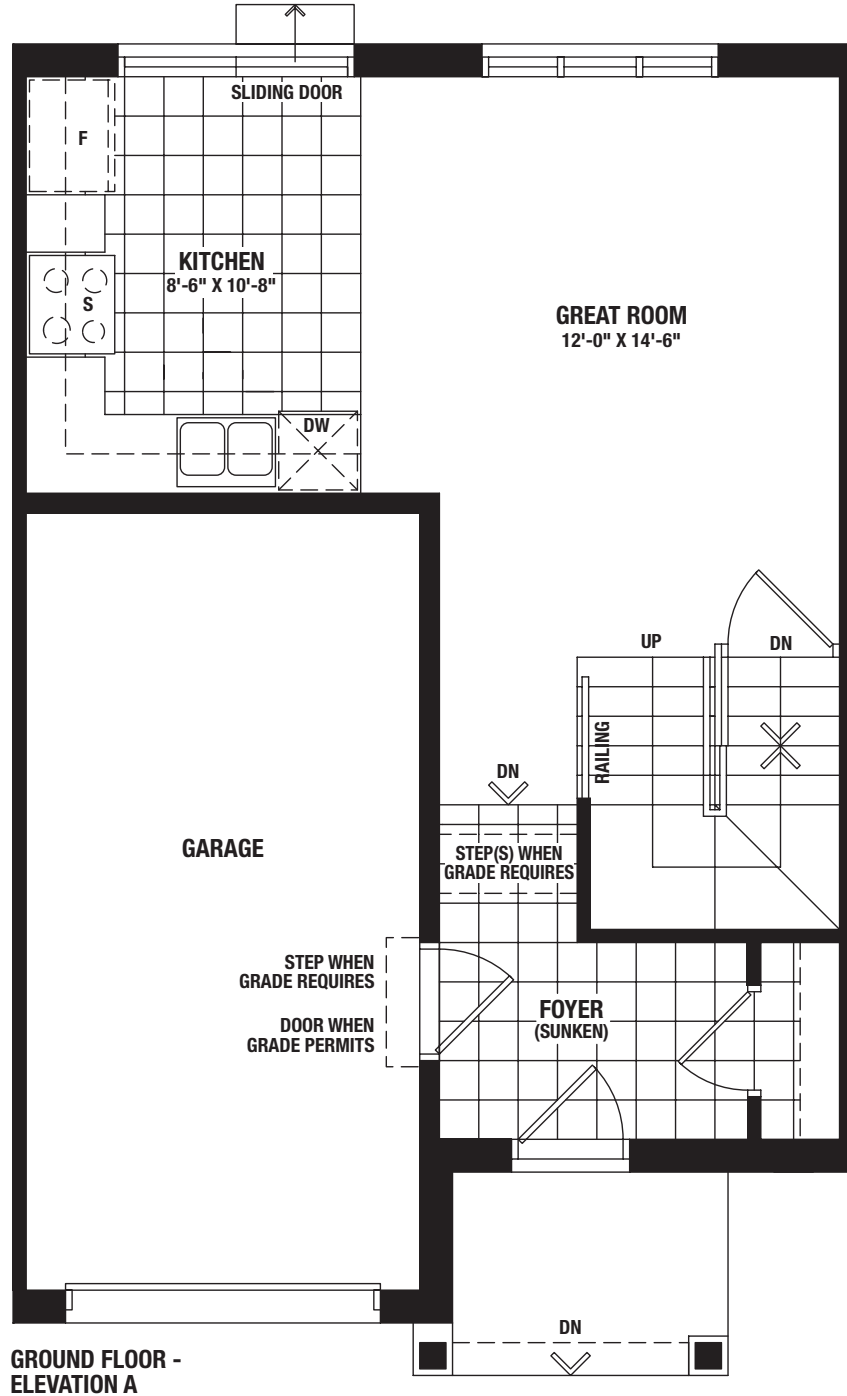 SLIDING DOOR
F
KITCHEN
8'-6" X 10'-8"
S
GREAT ROOM
12'-0" X 14'-6"
DW
UP
DN
RAILING
DN
STEP(S) WHEN
GRADE REQUIRES
GARAGE
STEP WHEN
GRADE REQUIRES
DOOR WHEN
GRADE PERMITS
FOYER
(SUNKEN)
DN
GROUND FLOOR -
ELEVATION A